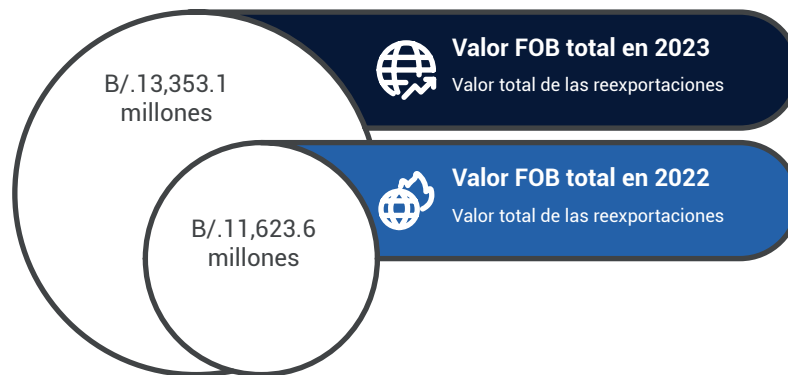 B/.13,353.1
millones
Valor FOB total en 2023
Valor total de las reexportaciones
B/.11,623.6
millones
Valor FOB total en 2022
Valor total de las reexportaciones